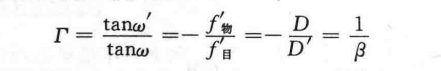 Γ = tanω′/tanω = −f′物/f′目 = −D/D′ = 1/β